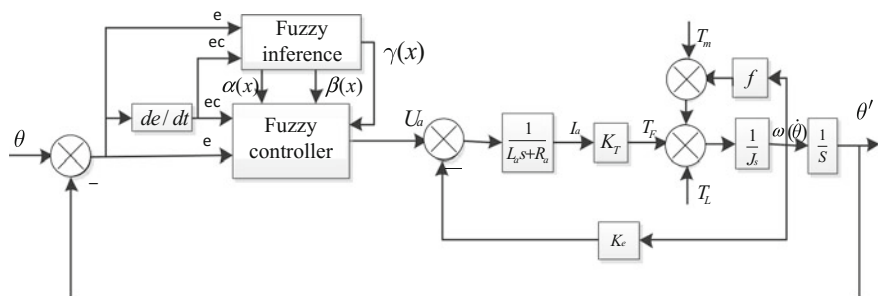 e
ec
Fuzzy
inference
γ(x)
α(x)
β(x)
T_m
f
θ
de/dt
ec
e
Fuzzy
controller
U_a
1
L_a s+R_a
I_a
K_T
T_E
1
J_s
ω(θ̇)
1
S
θ'
−
−
T_L
K_e